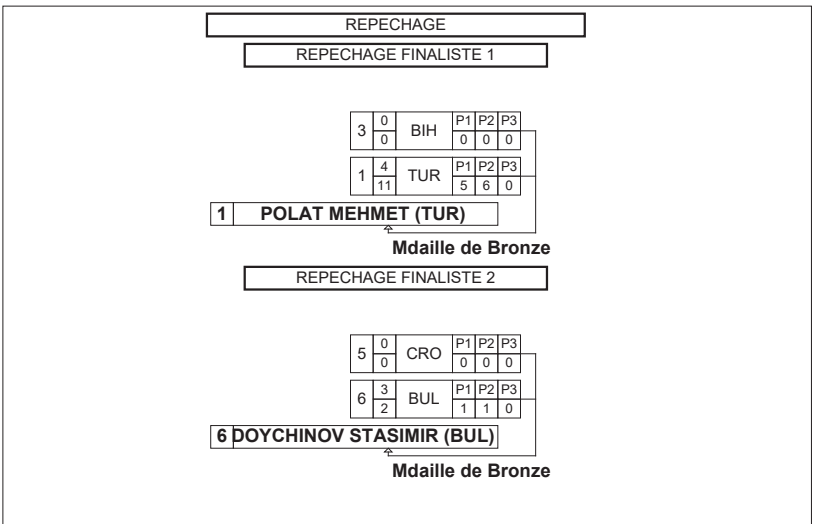 REPECHAGE
REPECHAGE FINALISTE 1
3 0 BIH P1 P2 P3
0 0 0 0
1 4 TUR P1 P2 P3
11 5 6 0
1 POLAT MEHMET (TUR)
Mdaille de Bronze
REPECHAGE FINALISTE 2
5 0 CRO P1 P2 P3
0 0 0 0
6 3 BUL P1 P2 P3
2 1 1 0
6 DOYCHINOV STASIMIR (BUL)
Mdaille de Bronze